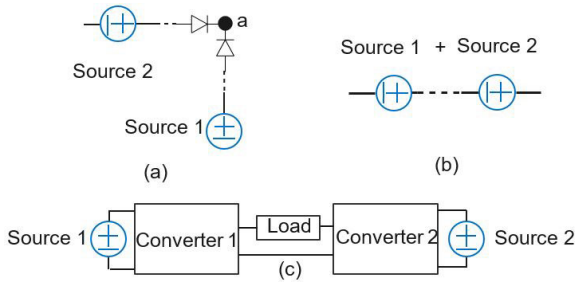 a
Source 2
Source 1
(a)
Source 1 + Source 2
(b)
Source 1
Converter 1
Load
Converter 2
Source 2
(c)